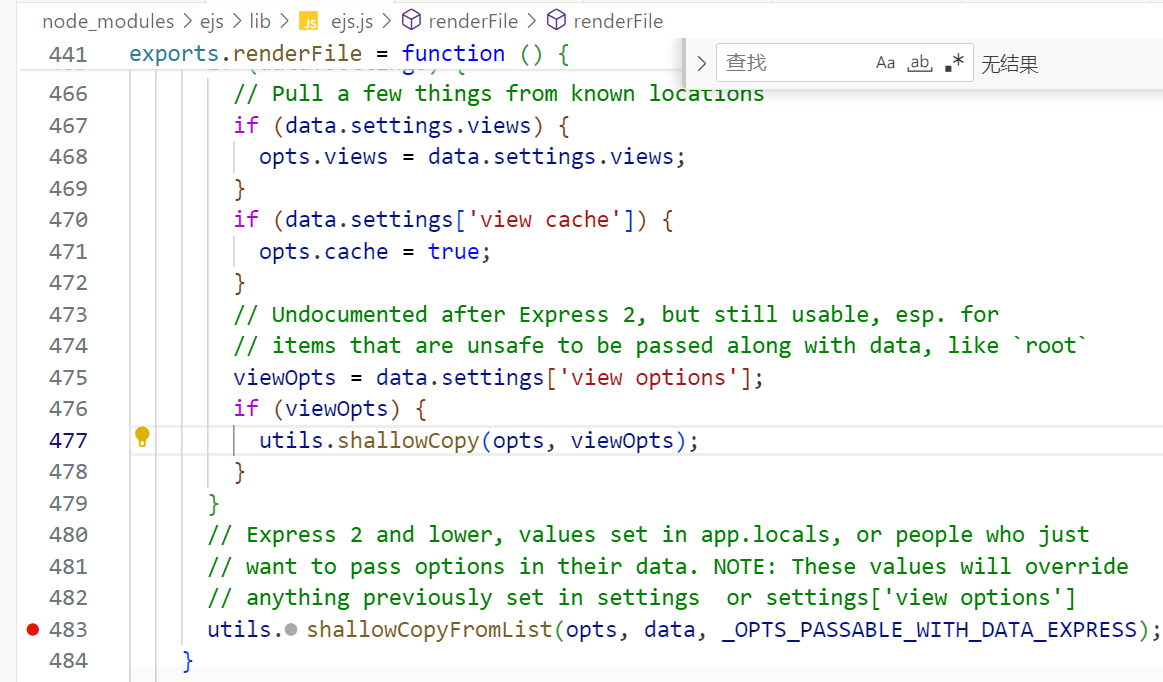 node_modules > ejs > lib > JS ejs.js > renderFile > renderFile
441 exports.renderFile = function () {
查找 Aa ab .* 无结果
466 // Pull a few things from known locations
467 if (data.settings.views) {
468 opts.views = data.settings.views;
469 }
470 if (data.settings['view cache']) {
471 opts.cache = true;
472 }
473 // Undocumented after Express 2, but still usable, esp. for
474 // items that are unsafe to be passed along with data, like `root`
475 viewOpts = data.settings['view options'];
476 if (viewOpts) {
477 utils.shallowCopy(opts, viewOpts);
478 }
479 }
480 // Express 2 and lower, values set in app.locals, or people who just
481 // want to pass options in their data. NOTE: These values will override
482 // anything previously set in settings  or settings['view options']
483 utils.shallowCopyFromList(opts, data, _OPTS_PASSABLE_WITH_DATA_EXPRESS);
484 }